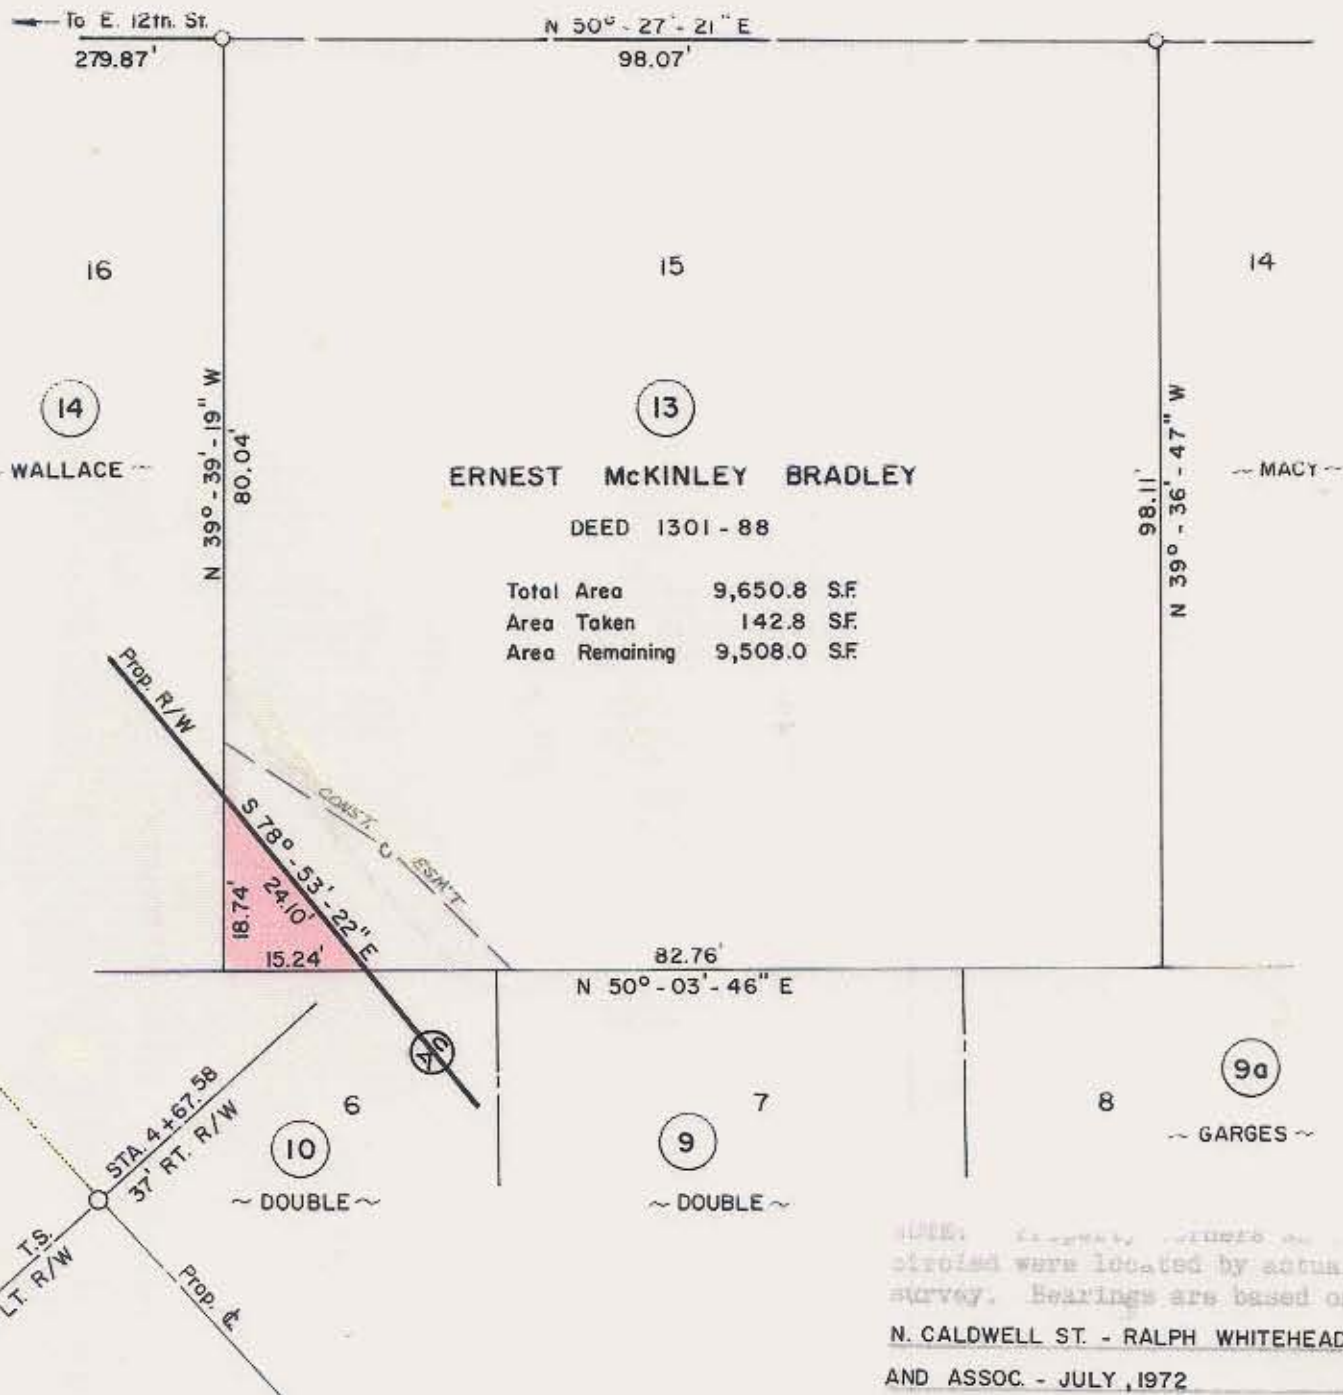 To E. 12th. St.
279.87'
N 50° - 27' - 21" E
98.07'
16
15
14
14
13
WALLACE ~
N 39° - 39' - 19" W
80.04'
ERNEST McKINLEY BRADLEY
DEED 1301 - 88
Total Area 9,650.8 S.F.
Area Taken 142.8 S.F.
Area Remaining 9,508.0 S.F.
98.11'
N 39° - 36' - 47" W
~ MACY ~
Prop. R/W
CONST. ESM'T
S 78° - 53' - 22" E
24.10'
18.74'
15.24'
82.76'
N 50° - 03' - 46" E
6
7
8
9a
10
9
~ GARGES ~
~ DOUBLE ~
~ DOUBLE ~
STA. 4 + 67.58
37' RT. R/W
T.S.
LT. R/W
Prop. ℄
NOTE:
circled were located by actua
survey. Bearings are based o
N. CALDWELL ST. - RALPH WHITEHEAD
AND ASSOC. - JULY, 1972